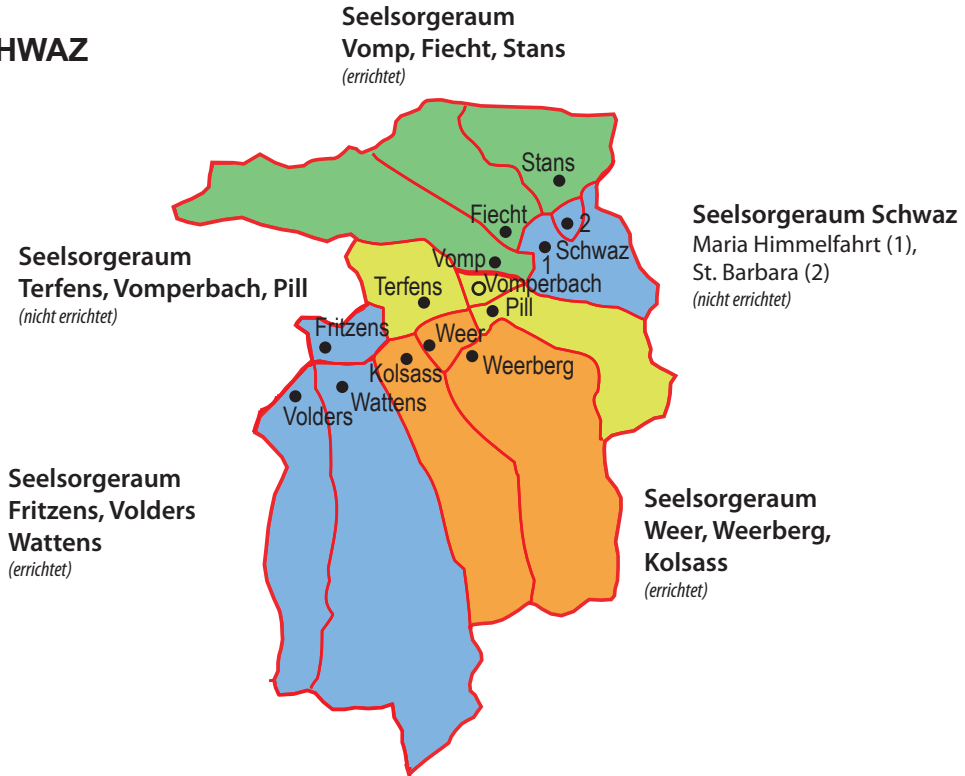 HWAZ
Seelsorgeraum
Vomp, Fiecht, Stans
(errichtet)
Stans
2
Fiecht
1
Schwaz
Seelsorgeraum Schwaz
Maria Himmelfahrt (1),
St. Barbara (2)
(nicht errichtet)
Vomp
Vomperbach
Seelsorgeraum
Terfens, Vomperbach, Pill
(nicht errichtet)
Terfens
Pill
Fritzens
Weer
Kolsass
Weerberg
Wattens
Volders
Seelsorgeraum
Fritzens, Volders
Wattens
(errichtet)
Seelsorgeraum
Weer, Weerberg,
Kolsass
(errichtet)